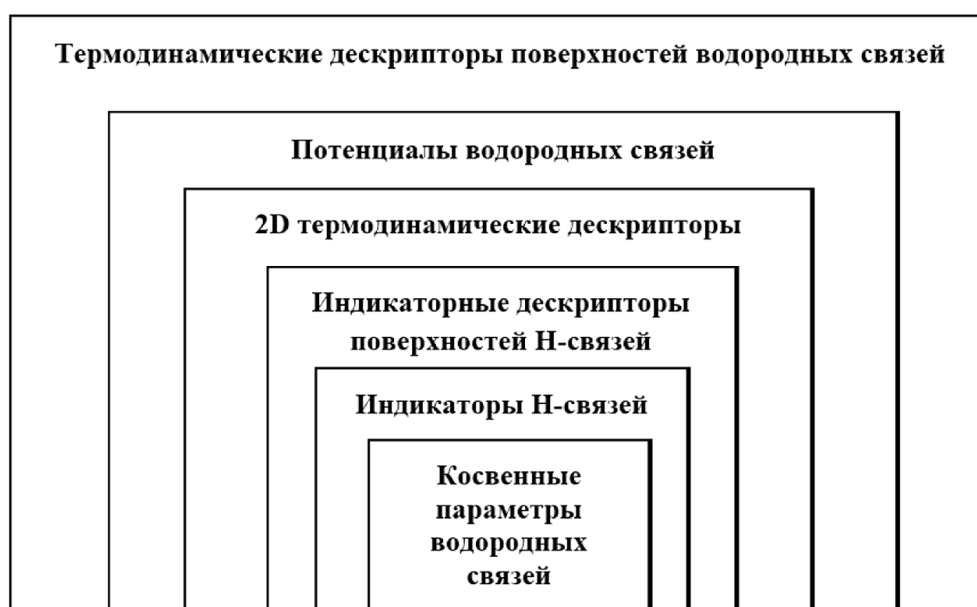 Термодинамические дескрипторы поверхностей водородных связей
Потенциалы водородных связей
2D термодинамические дескрипторы
Индикаторные дескрипторы
поверхностей Н-связей
Индикаторы Н-связей
Косвенные
параметры
водородных
связей